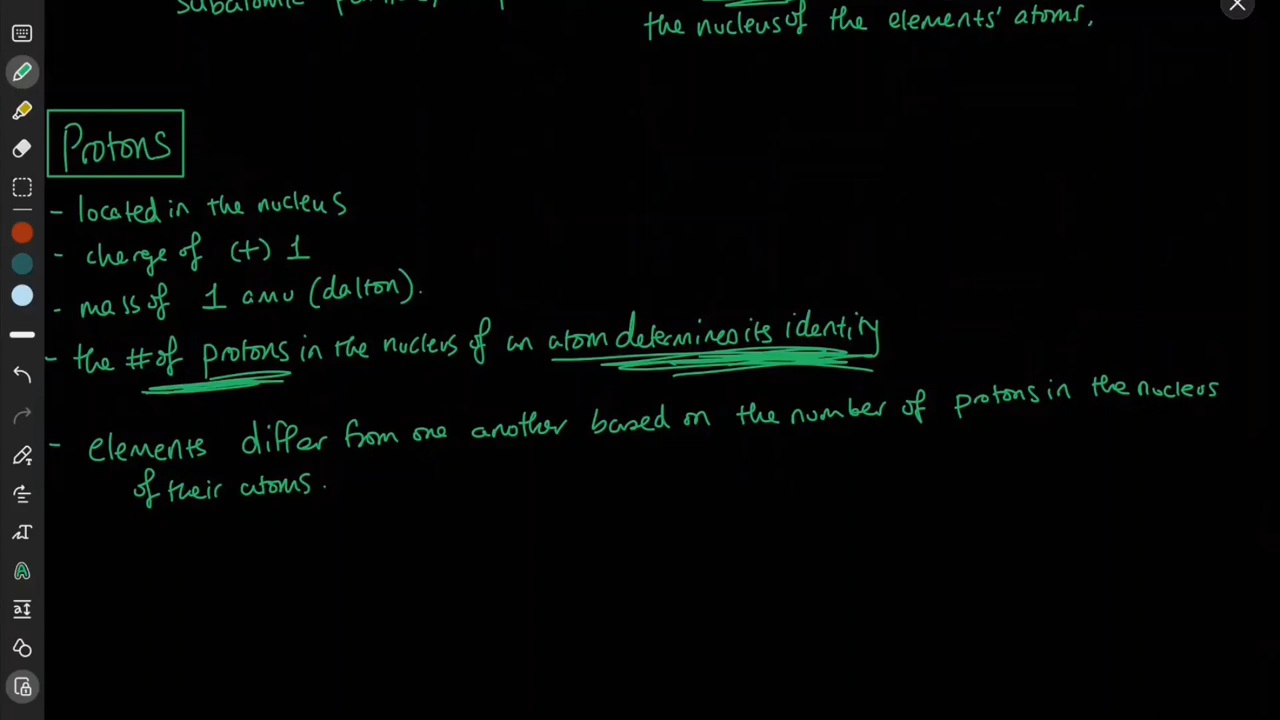 subatomic
the nucleus of the elements' atoms.
Protons
- located in the nucleus
- charge of (+) 1
- mass of 1 amu (dalton).
- the # of protons in the nucleus of an atom determines its identity
- elements differ from one another based on the number of protons in the nucleus
of their atoms.